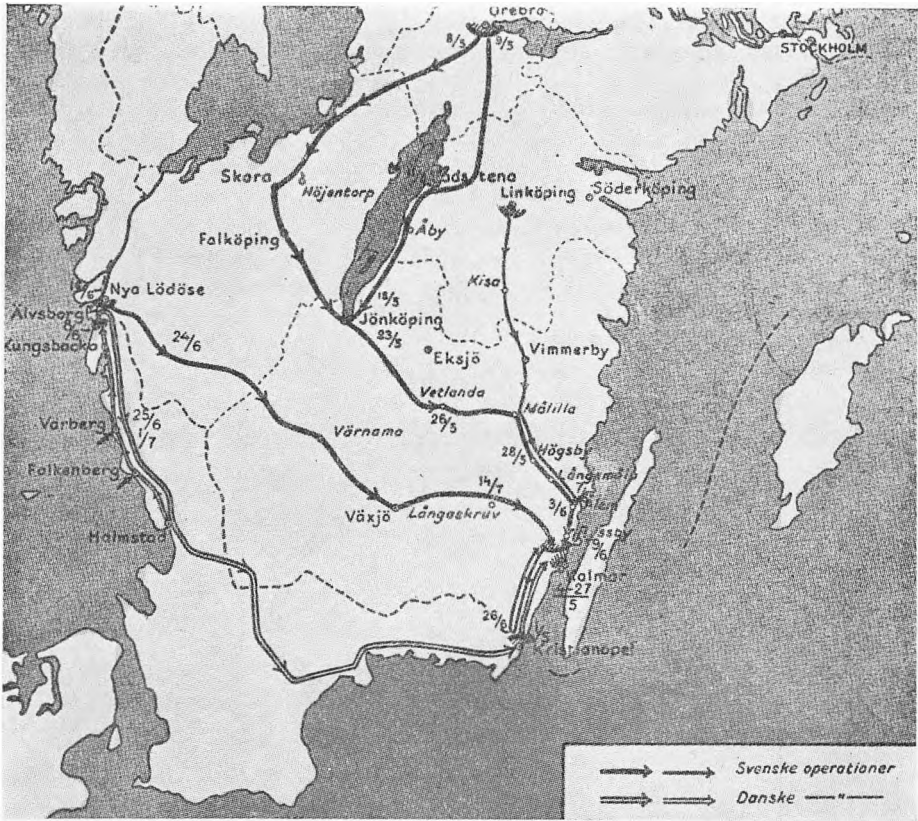 Örebro
8/5 9/5
STOCKHOLM
Skara
Höjentorp
Linköping
Söderköping
Falköping
Åby
Kisa
Nya Lödöse
18/5
Jönköping
23/5
Älvsborg
Kungsbacka
24/6
Eksjö
Vimmerby
Vetlanda
26/5
Målilla
Varberg
25/6
1/7
Värnamo
Högsby
28/5
Falkenberg
14/7
Växjö
Långaskruv
3/6
Halmstad
9/6
Kalmar
27
5
26/6
Kristianopel
Svenske operationer
Danske — " —